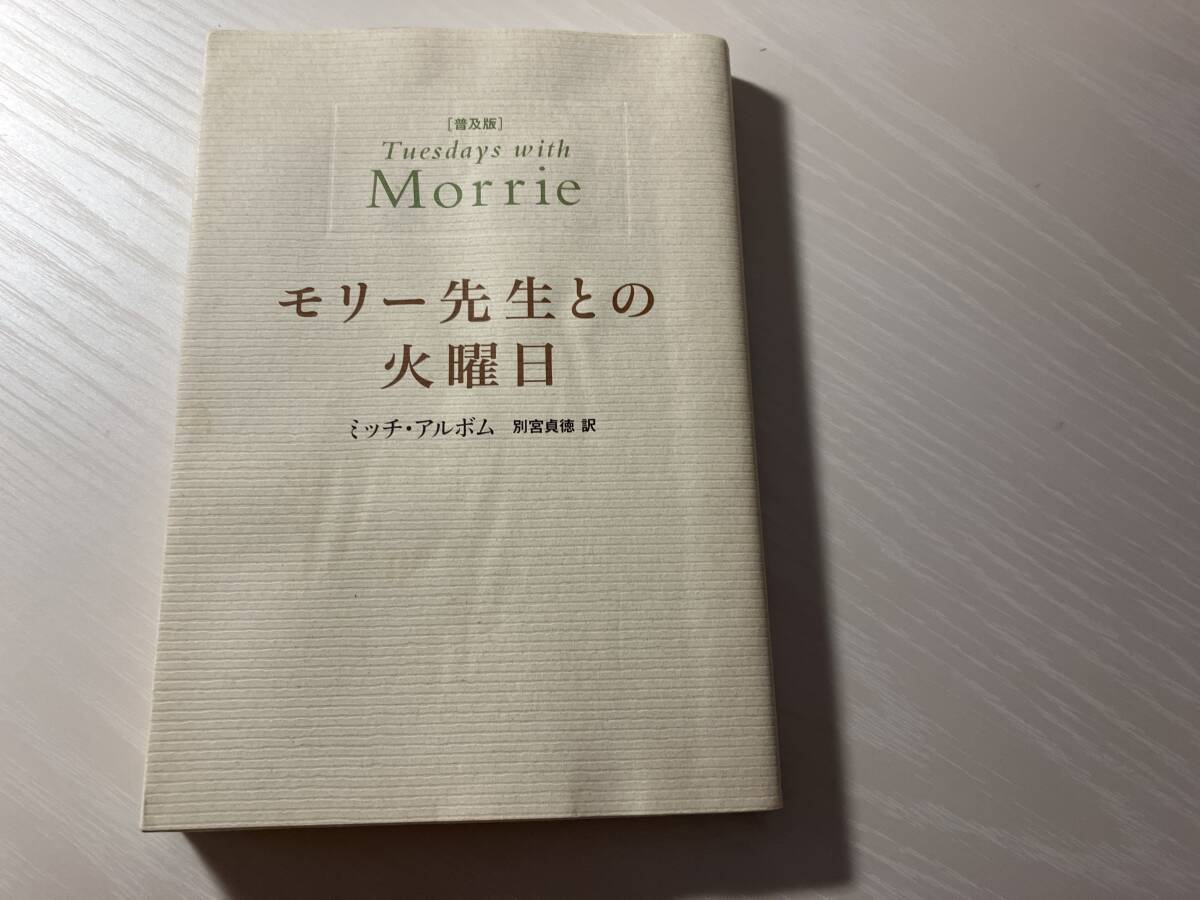 ［普及版］
Tuesdays with
Morrie
モリー先生との
火曜日
ミッチ・アルボム 別宮貞徳 訳